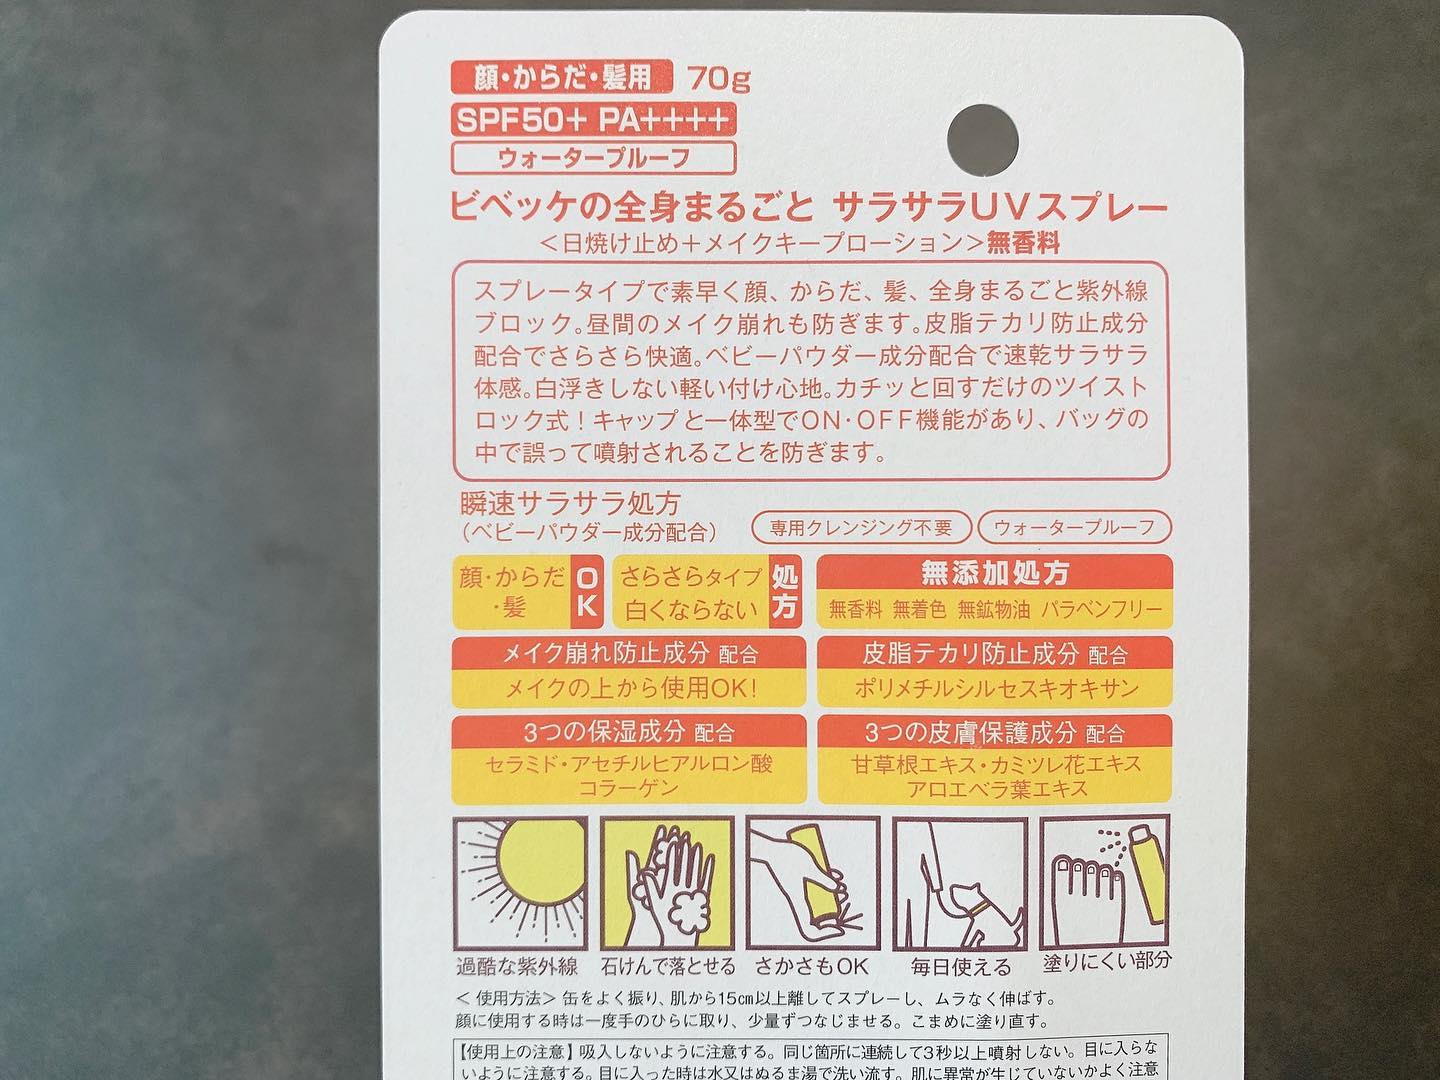 顔・からだ・髪用 70g
SPF50+ PA++++
ウォータープルーフ
ビベッケの全身まるごと サラサラUVスプレー
＜日焼け止め＋メイクキープローション＞無香料
スプレータイプで素早く顔、からだ、髪、全身まるごと紫外線
ブロック。昼間のメイク崩れも防ぎます。皮脂テカリ防止成分
配合でさらさら快適。ベビーパウダー成分配合で速乾サラサラ
体感。白浮きしない軽い付け心地。カチッと回すだけのツイスト
ロック式！キャップと一体型でON・OFF機能があり、バッグの
中で誤って噴射されることを防ぎます。
瞬速サラサラ処方
（ベビーパウダー成分配合）
専用クレンジング不要
ウォータープルーフ
顔・からだ
・髪
OK
さらさらタイプ
白くならない
処方
無添加処方
無香料 無着色 無鉱物油 パラベンフリー
メイク崩れ防止成分 配合
メイクの上から使用OK！
皮脂テカリ防止成分 配合
ポリメチルシルセスキオキサン
3つの保湿成分 配合
セラミド・アセチルヒアルロン酸
コラーゲン
3つの皮膚保護成分 配合
甘草根エキス・カミツレ花エキス
アロエベラ葉エキス
過酷な紫外線
石けんで落とせる
さかさもOK
毎日使える
塗りにくい部分
＜使用方法＞缶をよく振り、肌から15cm以上離してスプレーし、ムラなく伸ばす。
顔に使用する時は一度手のひらに取り、少量ずつなじませる。こまめに塗り直す。
【使用上の注意】吸入しないように注意する。同じ箇所に連続して3秒以上噴射しない。目に入らな
いように注意する。目に入った時は水又はぬるま湯で洗い流す。肌に異常が生じていないかよく注意